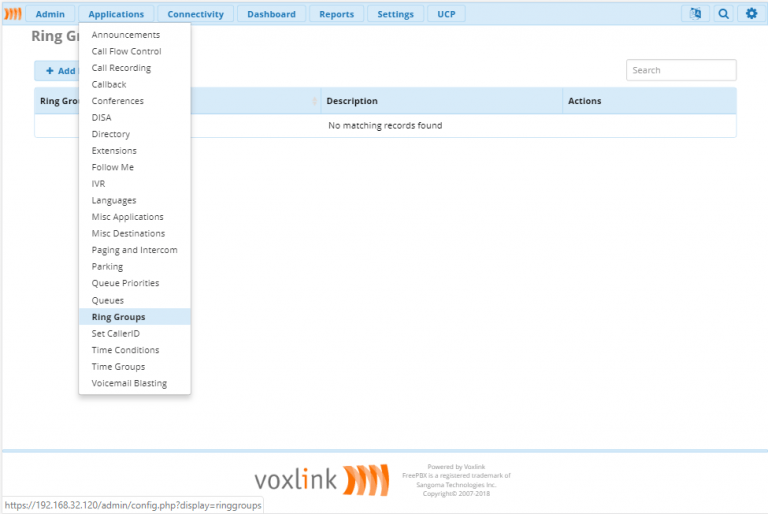 Admin Applications Connectivity Dashboard Reports Settings UCP
Ring G
+ Add
Search
Ring Grou Description Actions
No matching records found
Announcements
Call Flow Control
Call Recording
Callback
Conferences
DISA
Directory
Extensions
Follow Me
IVR
Languages
Misc Applications
Misc Destinations
Paging and Intercom
Parking
Queue Priorities
Queues
Ring Groups
Set CallerID
Time Conditions
Time Groups
Voicemail Blasting
voxlink
Powered by Voxlink
FreePBX is a registered trademark of
Sangoma Technologies Inc.
Copyright© 2007-2018
https://192.168.32.120/admin/config.php?display=ringgroups